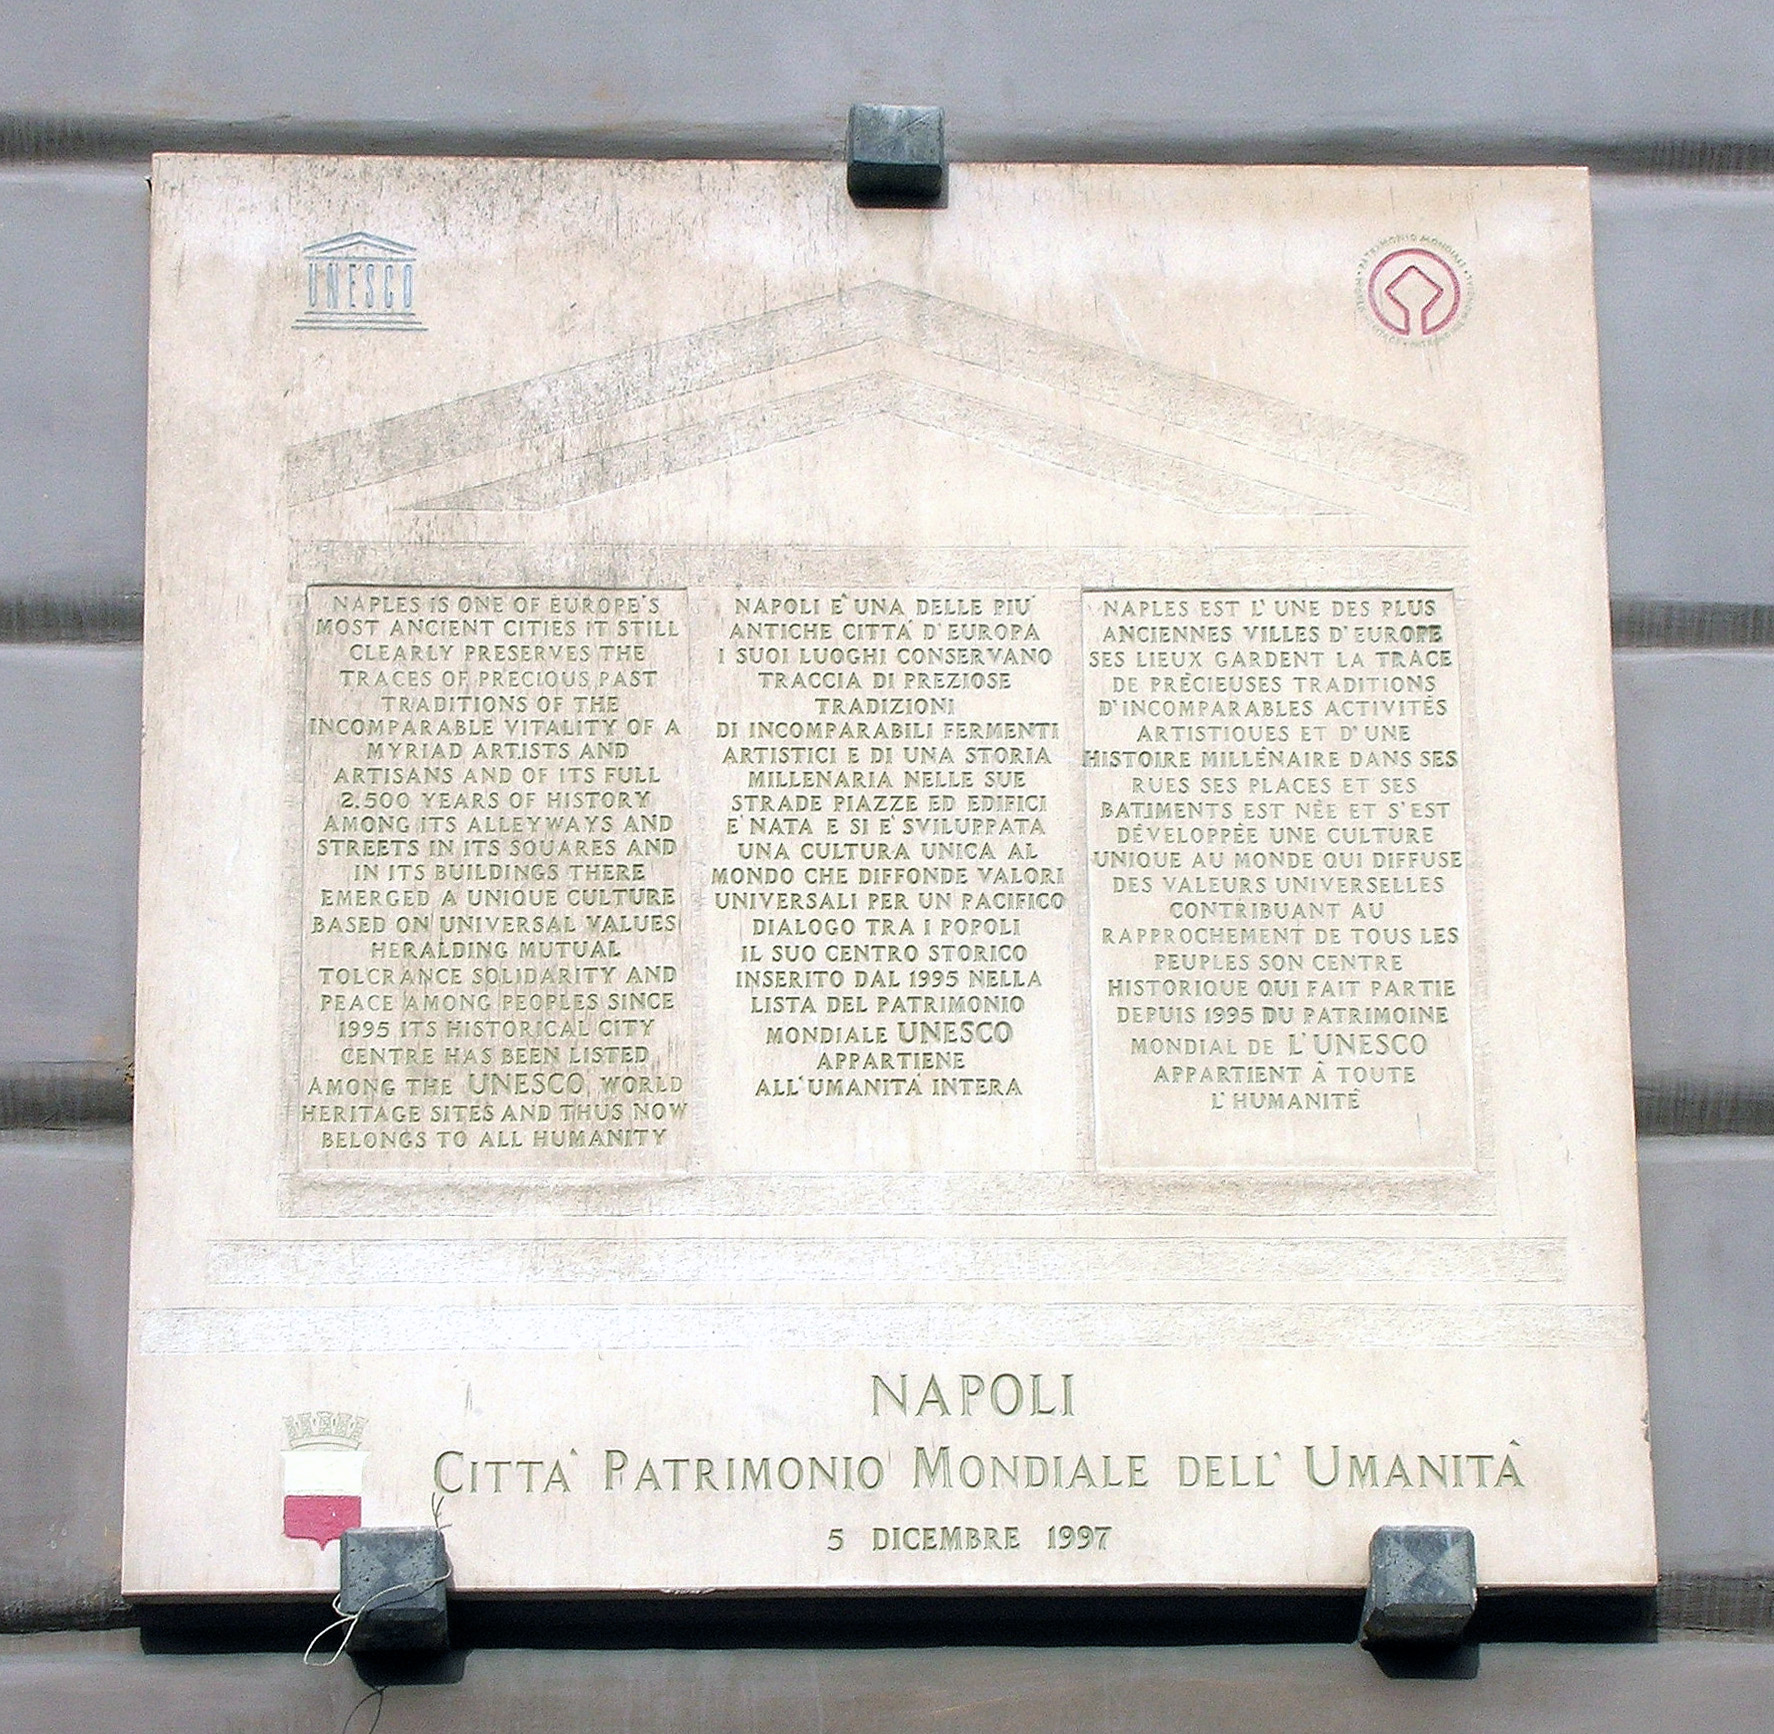 UNESCO
PATRIMONIO MONDIALE
NAPLES IS ONE OF EUROPE'S
MOST ANCIENT CITIES IT STILL
CLEARLY PRESERVES THE
TRACES OF PRECIOUS PAST
TRADITIONS OF THE
INCOMPARABLE VITALITY OF A
MYRIAD ARTISTS AND
ARTISANS AND OF ITS FULL
2.500 YEARS OF HISTORY
AMONG ITS ALLEYWAYS AND
STREETS IN ITS SQUARES AND
IN ITS BUILDINGS THERE
EMERGED A UNIQUE CULTURE
BASED ON UNIVERSAL VALUES
HERALDING MUTUAL
TOLCRANCE SOLIDARITY AND
PEACE AMONG PEOPLES SINCE
1995 ITS HISTORICAL CITY
CENTRE HAS BEEN LISTED
AMONG THE UNESCO WORLD
HERITAGE SITES AND THUS NOW
BELONGS TO ALL HUMANITY
NAPOLI E' UNA DELLE PIU'
ANTICHE CITTA' D'EUROPA
I SUOI LUOGHI CONSERVANO
TRACCIA DI PREZIOSE
TRADIZIONI
DI INCOMPARABILI FERMENTI
ARTISTICI E DI UNA STORIA
MILLENARIA NELLE SUE
STRADE PIAZZE ED EDIFICI
E' NATA E SI E' SVILUPPATA
UNA CULTURA UNICA AL
MONDO CHE DIFFONDE VALORI
UNIVERSALI PER UN PACIFICO
DIALOGO TRA I POPOLI
IL SUO CENTRO STORICO
INSERITO DAL 1995 NELLA
LISTA DEL PATRIMONIO
MONDIALE UNESCO
APPARTIENE
ALL'UMANITA' INTERA
NAPLES EST L'UNE DES PLUS
ANCIENNES VILLES D'EUROPE
SES LIEUX GARDENT LA TRACE
DE PRÈCIEUSES TRADITIONS
D'INCOMPARABLES ACTIVITÉS
ARTISTIQUES ET D'UNE
HISTOIRE MILLÉNAIRE DANS SES
RUES SES PLACES ET SES
BATIMENTS EST NÈE ET S'EST
DÉVELOPPÈE UNE CULTURE
UNIQUE AU MONDE QUI DIFFUSE
DES VALEURS UNIVERSELLES
CONTRIBUANT AU
RAPPROCHEMENT DE TOUS LES
PEUPLES SON CENTRE
HISTORIQUE QUI FAIT PARTIE
DEPUIS 1995 DU PATRIMOINE
MONDIAL DE L'UNESCO
APPARTIENT À TOUTE
L'HUMANITÉ
NAPOLI
CITTA' PATRIMONIO MONDIALE DELL' UMANITÀ
5 DICEMBRE 1997